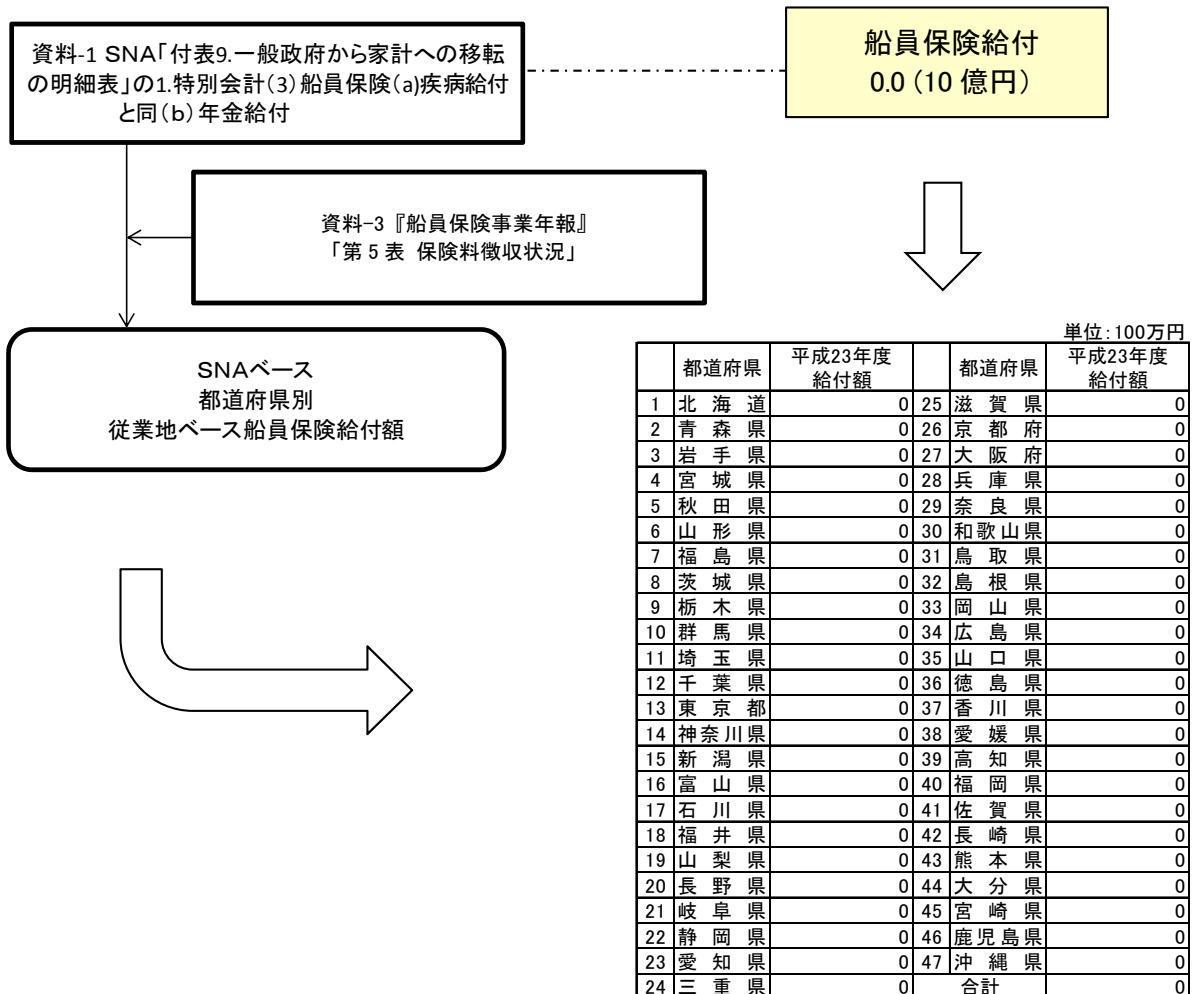 資料-1 SNA「付表9.一般政府から家計への移転
の明細表」の1.特別会計(3)船員保険(a)疾病給付
と同(b)年金給付
船員保険給付
0.0(10億円)
資料-3『船員保険事業年報』
「第5表 保険料徴収状況」
SNAベース
都道府県別
従業地ベース船員保険給付額
単位:100万円
都道府県 平成23年度 都道府県 平成23年度
給付額 給付額
1 北海道 0 25 滋賀県 0
2 青森県 0 26 京都府 0
3 岩手県 0 27 大阪府 0
4 宮城県 0 28 兵庫県 0
5 秋田県 0 29 奈良県 0
6 山形県 0 30 和歌山県 0
7 福島県 0 31 鳥取県 0
8 茨城県 0 32 島根県 0
9 栃木県 0 33 岡山県 0
10 群馬県 0 34 広島県 0
11 埼玉県 0 35 山口県 0
12 千葉県 0 36 徳島県 0
13 東京都 0 37 香川県 0
14 神奈川県 0 38 愛媛県 0
15 新潟県 0 39 高知県 0
16 富山県 0 40 福岡県 0
17 石川県 0 41 佐賀県 0
18 福井県 0 42 長崎県 0
19 山梨県 0 43 熊本県 0
20 長野県 0 44 大分県 0
21 岐阜県 0 45 宮崎県 0
22 静岡県 0 46 鹿児島県 0
23 愛知県 0 47 沖縄県 0
24 三重県 0 合計 0